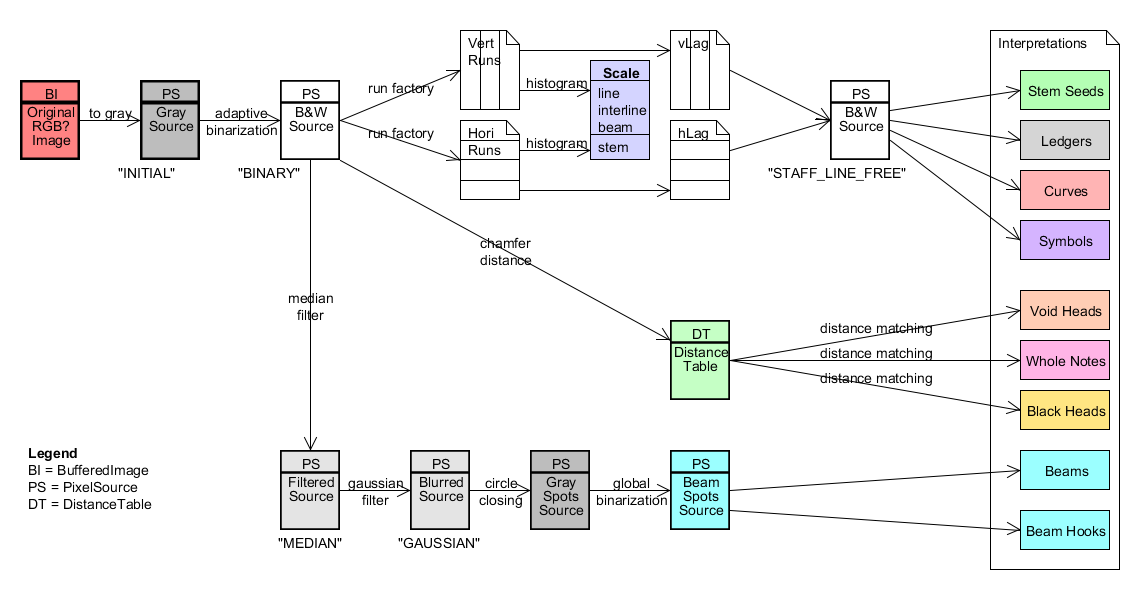 BI
Original
RGB?
Image
to gray
PS
Gray
Source
"INITIAL"
adaptive
binarization
PS
B&W
Source
"BINARY"
run factory
run factory
Vert
Runs
Hori
Runs
histogram
histogram
Scale
line
interline
beam
stem
vLag
hLag
PS
B&W
Source
"STAFF_LINE_FREE"
Interpretations
Stem Seeds
Ledgers
Curves
Symbols
Void Heads
Whole Notes
Black Heads
Beams
Beam Hooks
chamfer
distance
median
filter
DT
Distance
Table
distance matching
distance matching
distance matching
Legend
BI = BufferedImage
PS = PixelSource
DT = DistanceTable
PS
Filtered
Source
"MEDIAN"
gaussian
filter
PS
Blurred
Source
"GAUSSIAN"
circle
closing
PS
Gray
Spots
Source
global
binarization
PS
Beam
Spots
Source